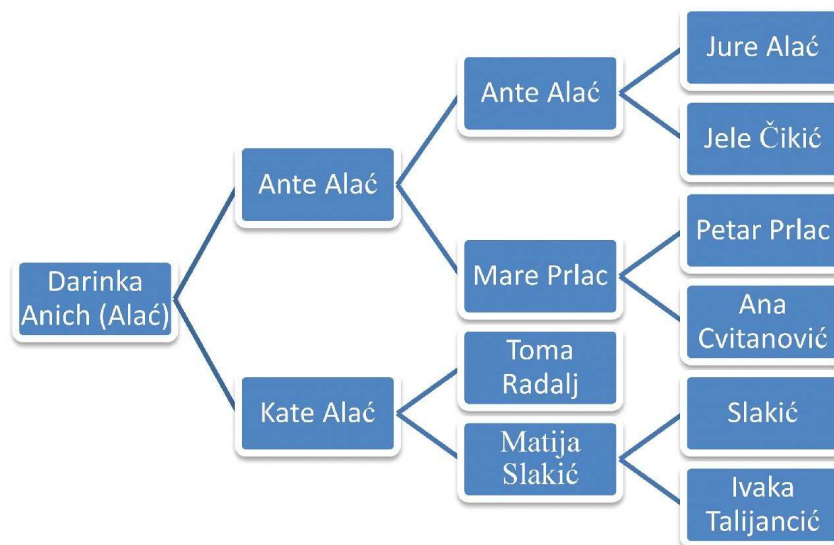 Darinka
Anich (Alać)
Ante Alać
Kate Alać
Ante Alać
Mare Prlac
Toma
Radalj
Matija
Slakić
Jure Alać
Jele Čikić
Petar Prlac
Ana
Cvitanović
Slakić
Ivaka
Talijancić